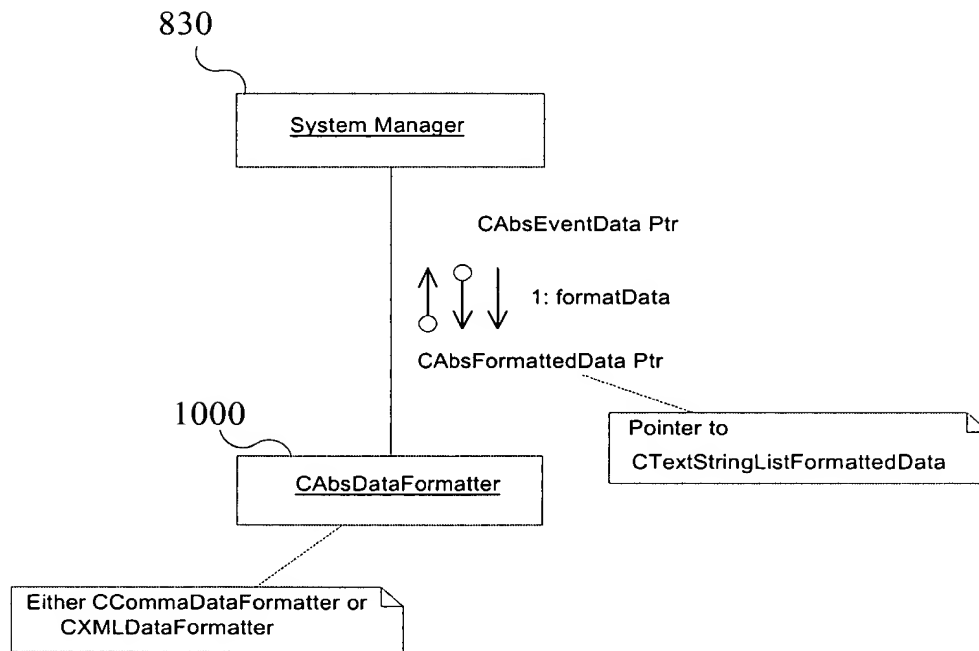 830
System Manager
CAbsEventData Ptr
1: formatData
CAbsFormattedData Ptr
1000
Pointer to
CTextStringListFormattedData
CAbsDataFormatter
Either CCommaDataFormatter or
CXMLDataFormatter